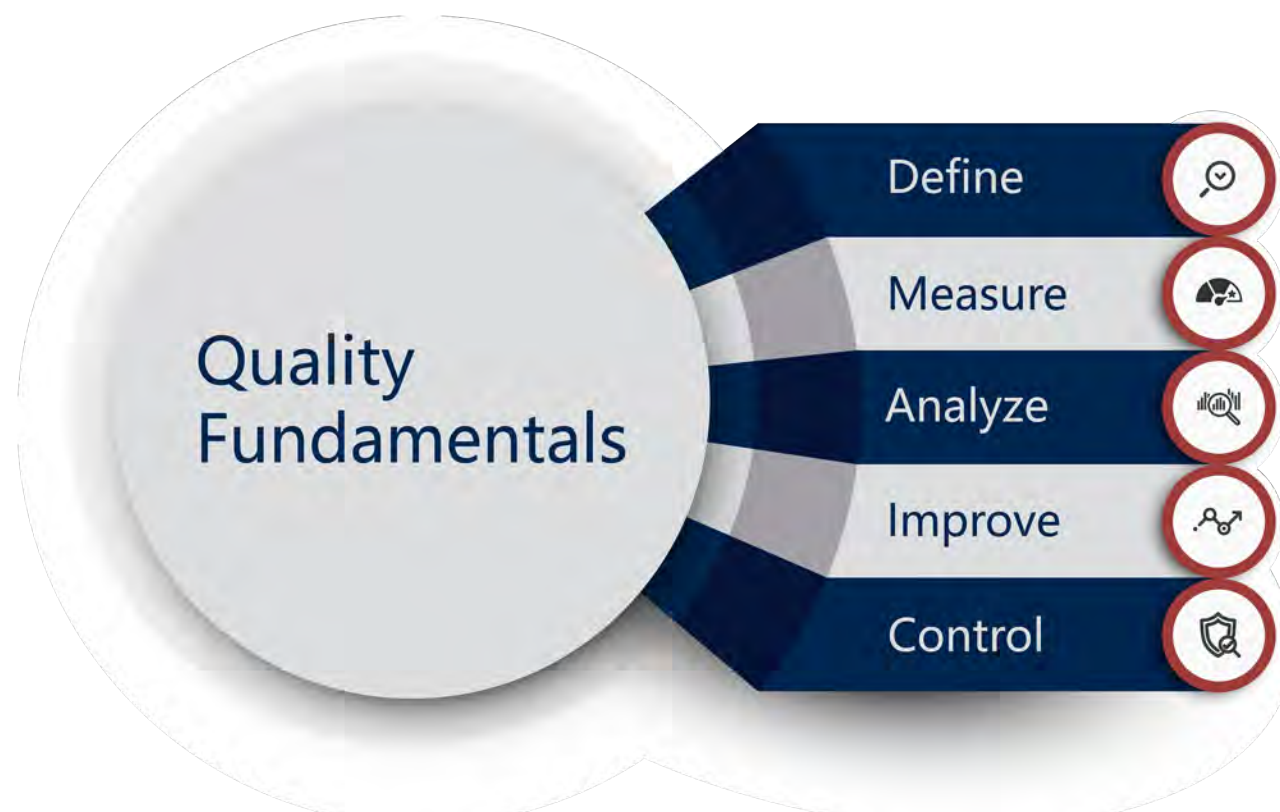 Quality
Fundamentals
Define
Measure
Analyze
Improve
Control